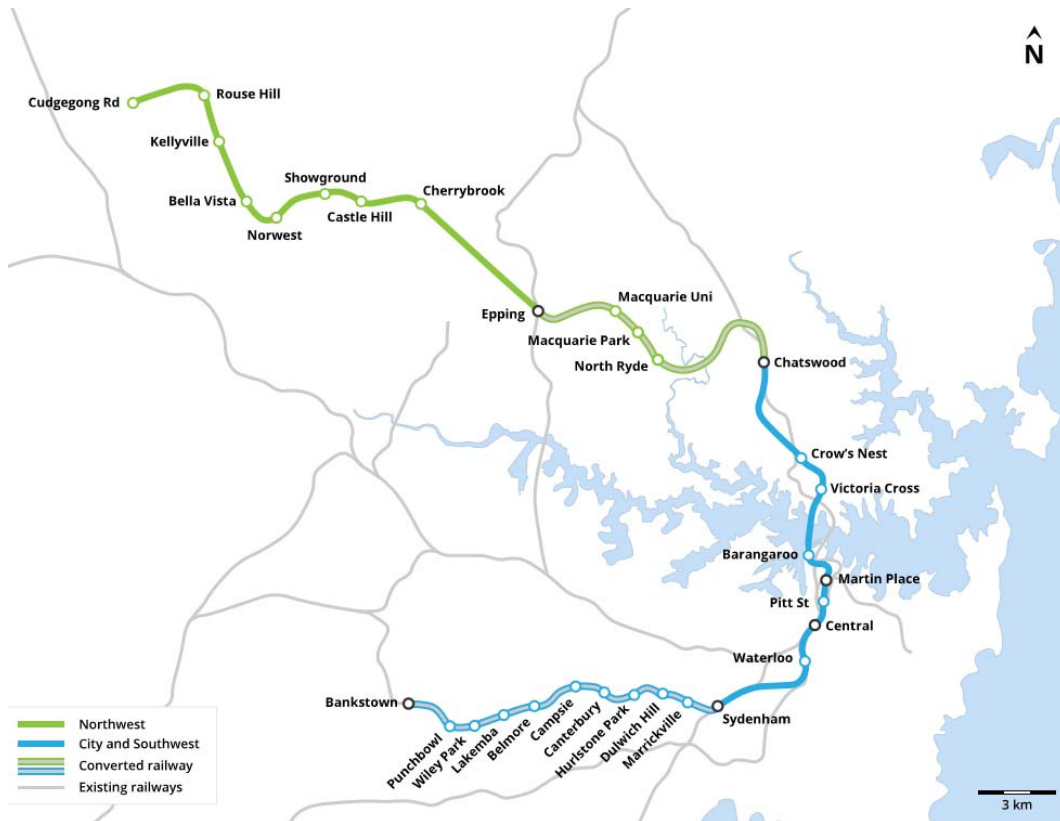 N
Cudgegong Rd
Rouse Hill
Kellyville
Showground
Cherrybrook
Bella Vista
Castle Hill
Norwest
Macquarie Uni
Epping
Macquarie Park
North Ryde
Chatswood
Crow's Nest
Victoria Cross
Barangaroo
Martin Place
Pitt St
Central
Waterloo
Bankstown
Sydenham
Punchbowl
Wiley Park
Lakemba
Belmore
Campsie
Canterbury
Hurlstone Park
Dulwich Hill
Marrickville
Northwest
City and Southwest
Converted railway
Existing railways
3 km